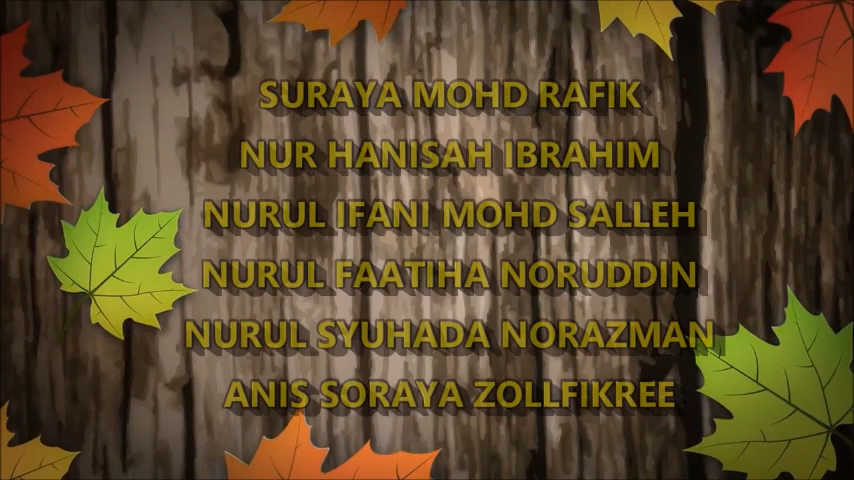 SURAYA MOHD RAFIK
NUR HANISAH IBRAHIM
NURUL IFANI MOHD SALLEH
NURUL FAATIHA NORUDDIN
NURUL SYUHADA NORAZMAN
ANIS SORAYA ZOLLFIKREE